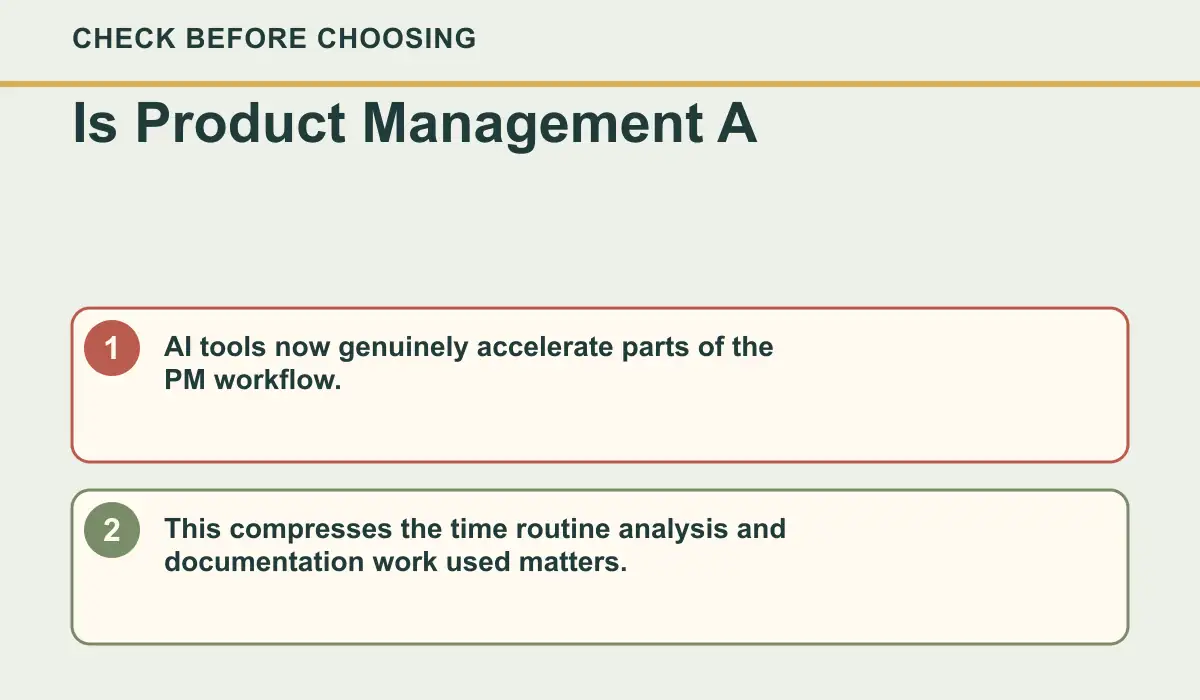 CHECK BEFORE CHOOSING
Is Product Management A
1
AI tools now genuinely accelerate parts of the
PM workflow.
2
This compresses the time routine analysis and
documentation work used matters.